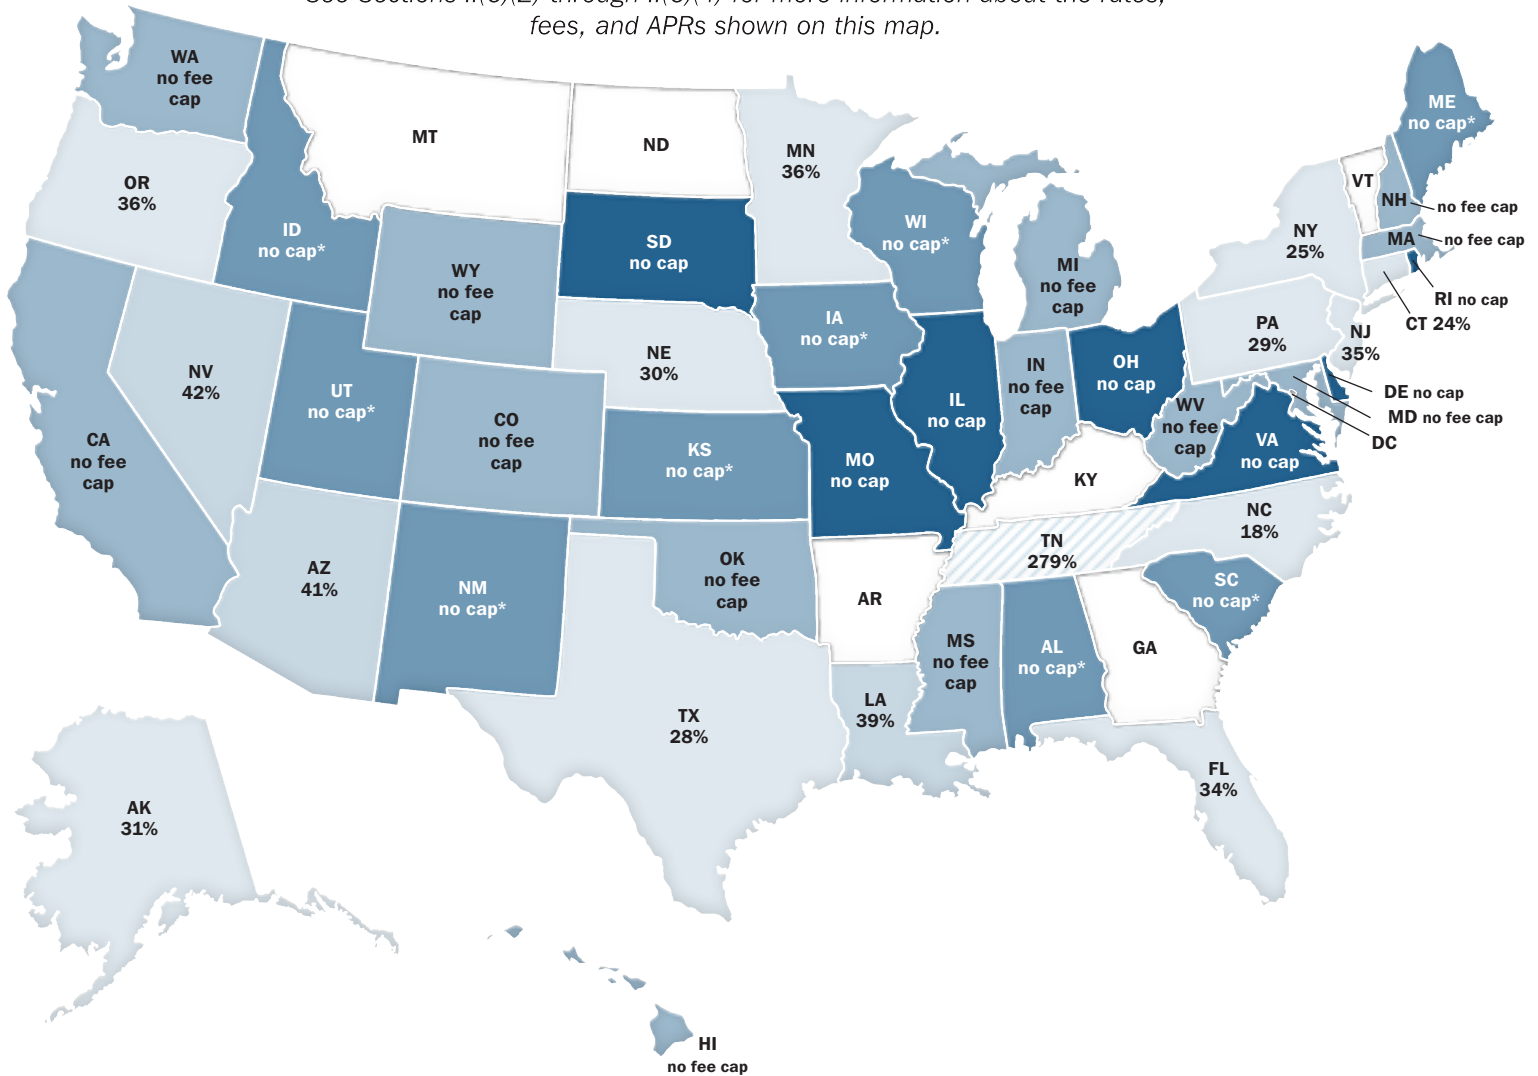 fees, and APRs shown on this map.
WA
no fee
cap
MT
ND
MN
36%
ME
no cap*
OR
36%
ID
no cap*
SD
no cap
WI
no cap*
VT
NH
no fee cap
NY
25%
MA
no fee cap
WY
no fee
cap
MI
no fee
cap
RI no cap
CT 24%
IA
no cap*
PA
29%
NJ
35%
NV
42%
UT
no cap*
NE
30%
IL
no cap
IN
no fee
cap
OH
no cap
DE no cap
MD no fee cap
DC
CA
no fee
cap
CO
no fee
cap
KS
no cap*
MO
no cap
WV
no fee
cap
VA
no cap
KY
NC
18%
TN
279%
AZ
41%
NM
no cap*
OK
no fee
cap
AR
SC
no cap*
MS
no fee
cap
AL
no cap*
GA
TX
28%
LA
39%
FL
34%
AK
31%
HI
no fee cap